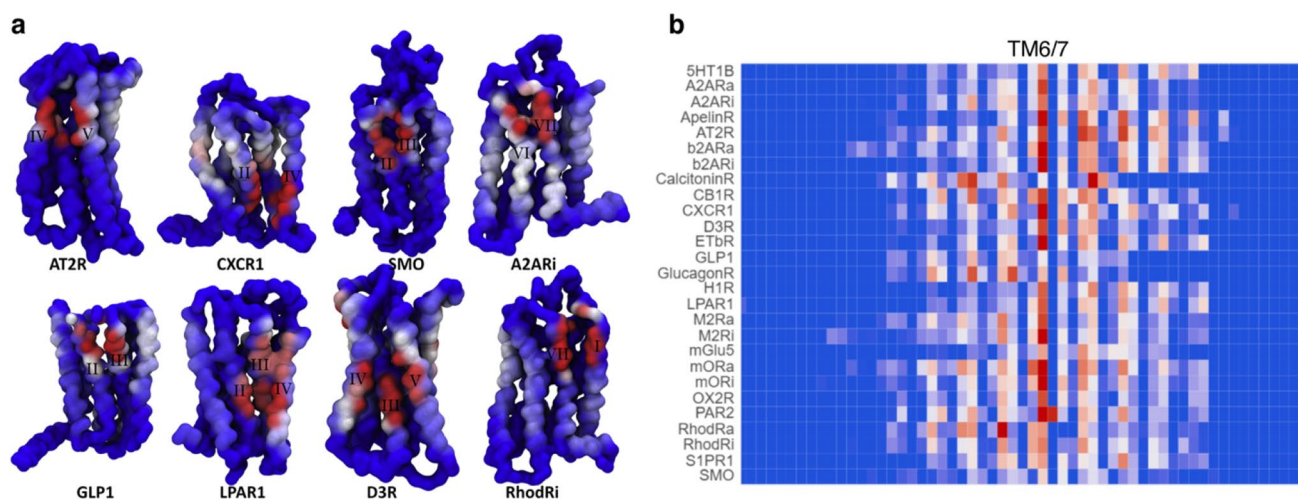 a
b
IV
V
II
IV
III
II
VII
VI
AT2R
CXCR1
SMO
A2ARi
II
III
III
II
IV
IV
V
III
VII
I
GLP1
LPAR1
D3R
RhodRi
TM6/7
5HT1B
A2ARa
A2ARi
ApelinR
AT2R
b2ARa
b2ARi
CalcitoninR
CB1R
CXCR1
D3R
ETbR
GLP1
GlucagonR
H1R
LPAR1
M2Ra
M2Ri
mGlu5
mORa
mORi
OX2R
PAR2
RhodRa
RhodRi
S1PR1
SMO